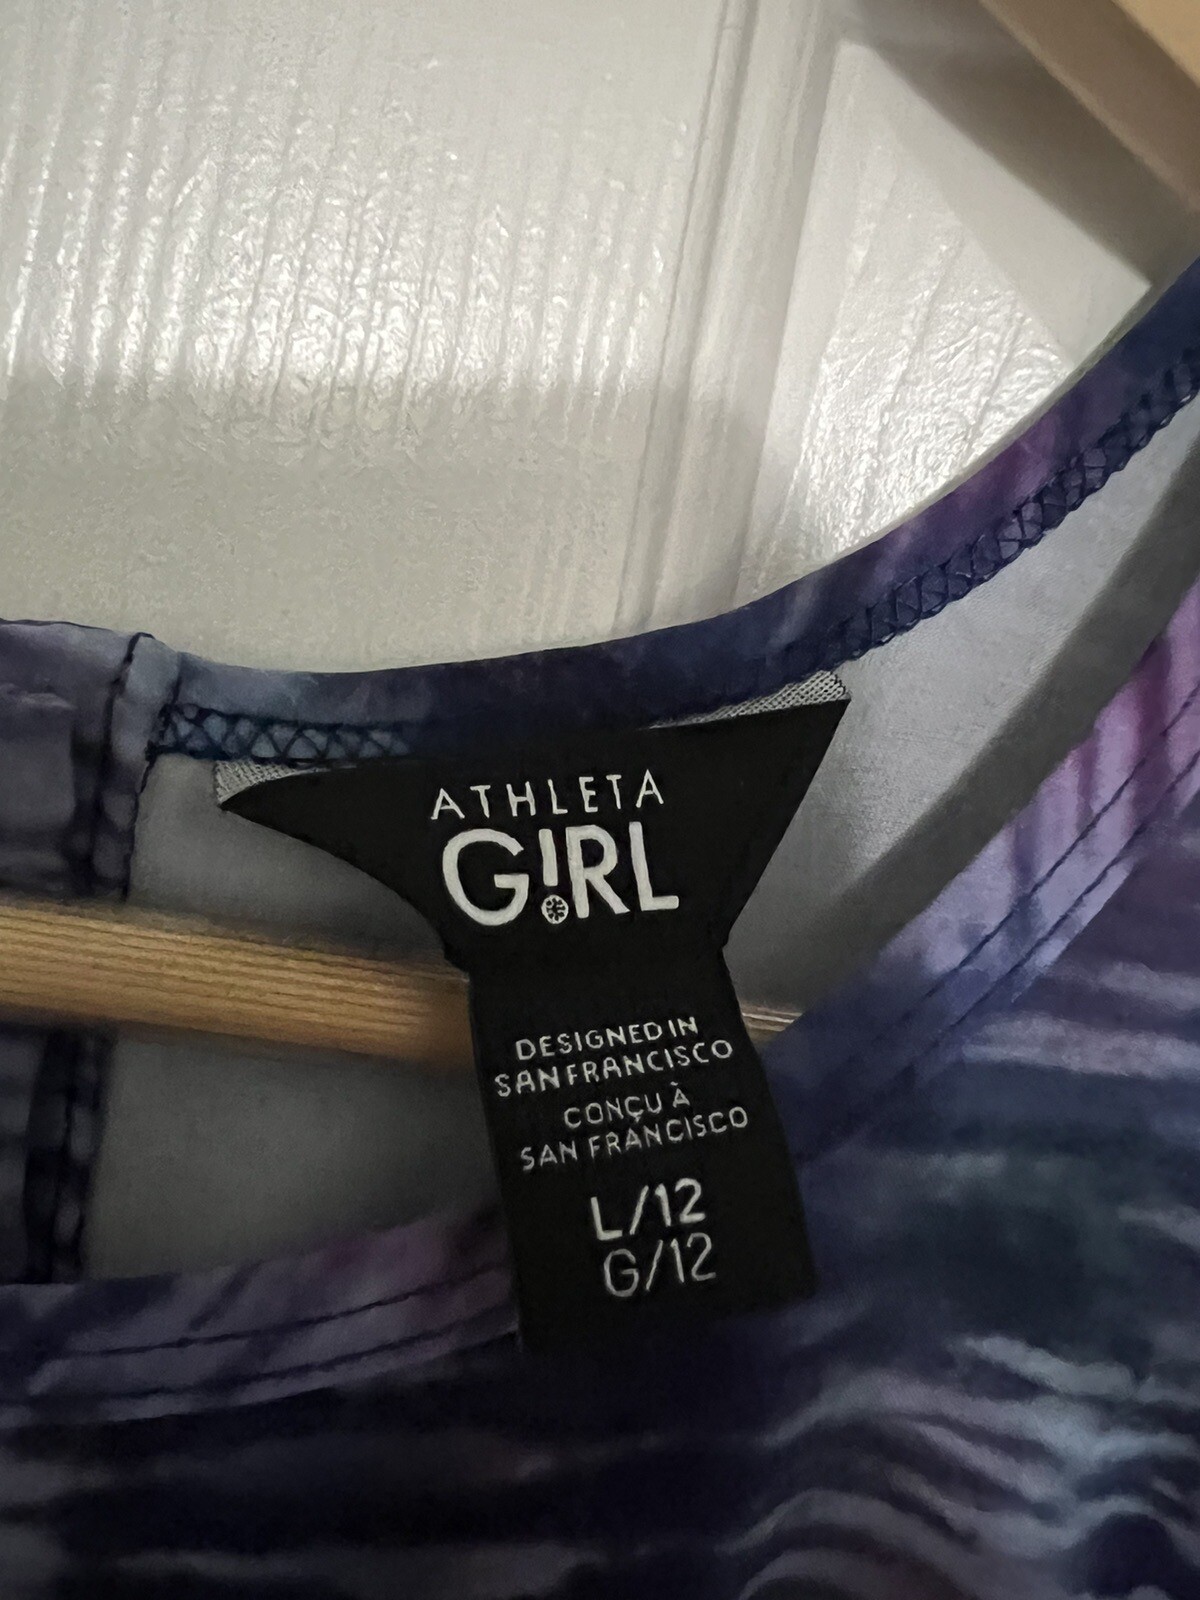 ATHLETA
G!RL
DESIGNED IN
SAN FRANCISCO
CONÇU À
SAN FRANCISCO
L/12
G/12